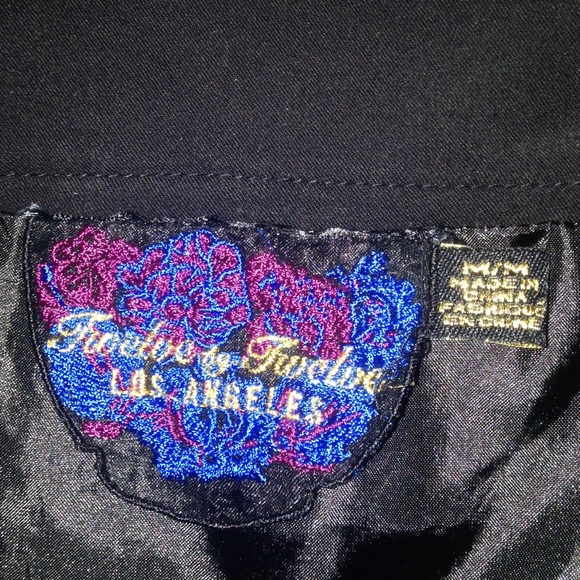 Twelve by Twelve
LOS ANGELES
M/M
MADE IN
CHINA
FABRIQUE
EN CHINE